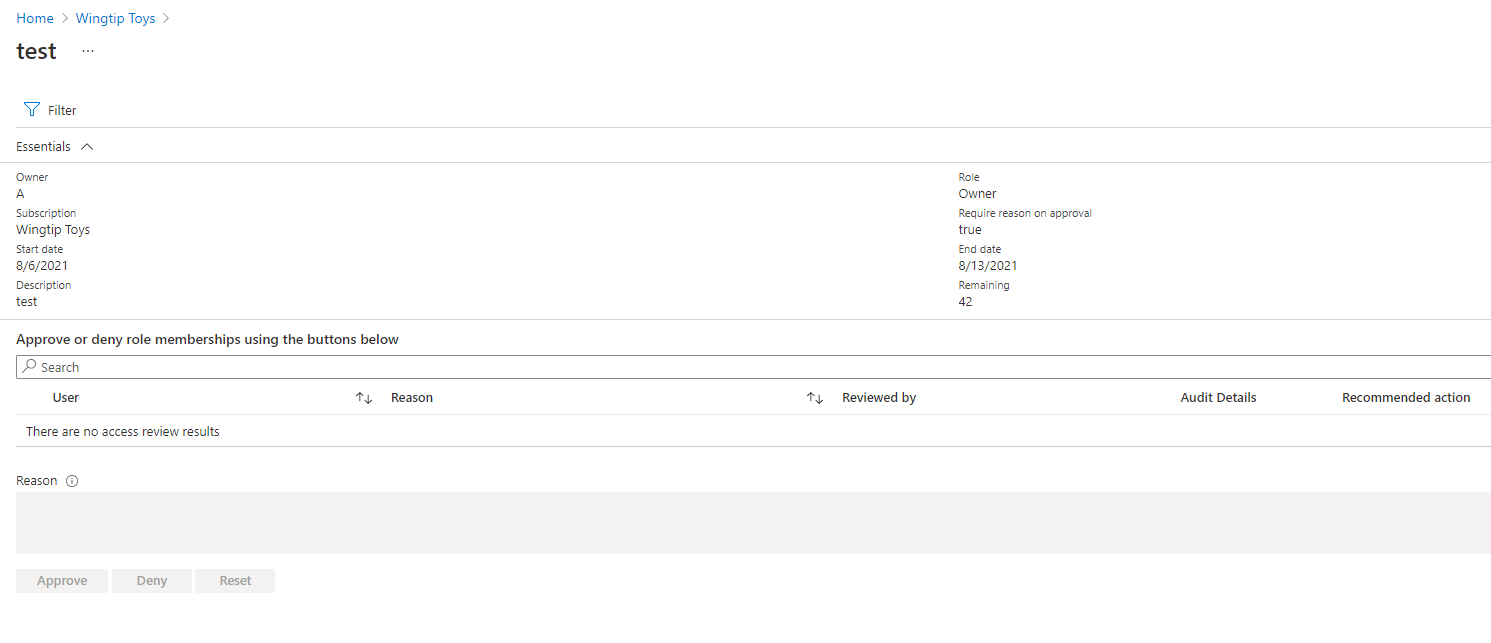 Home > Wingtip Toys >
test ...
Filter
Essentials
Owner
A
Subscription
Wingtip Toys
Start date
8/6/2021
Description
test
Role
Owner
Require reason on approval
true
End date
8/13/2021
Remaining
42
Approve or deny role memberships using the buttons below
Search
User Reason Reviewed by Audit Details Recommended action
There are no access review results
Reason
Approve Deny Reset